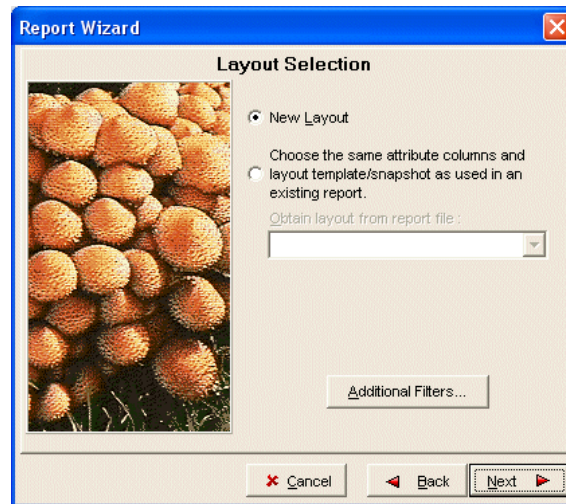 Report Wizard
Layout Selection
New Layout
Choose the same attribute columns and
layout template/snapshot as used in an
existing report.
Obtain layout from report file :
Additional Filters...
Cancel
Back
Next